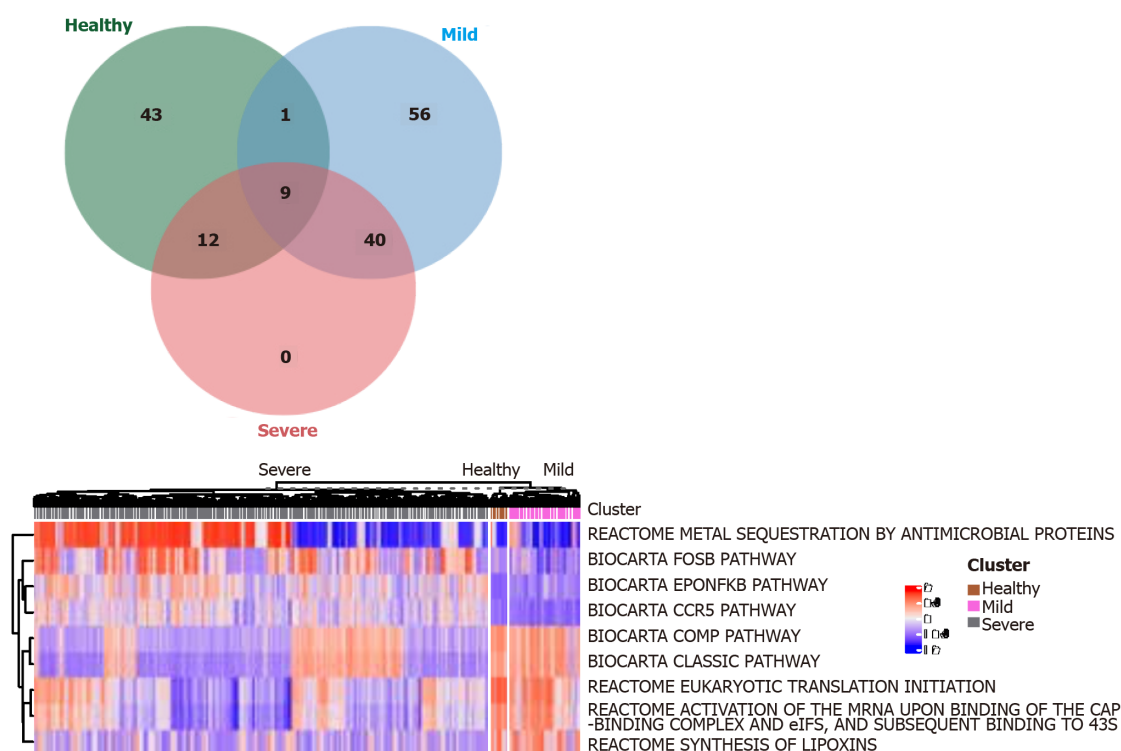 Healthy
Mild
43
1
56
9
12
40
0
Severe
Severe Healthy Mild
Cluster
REACTOME METAL SEQUESTRATION BY ANTIMICROBIAL PROTEINS
BIOCARTA FOSB PATHWAY
BIOCARTA EPONFKB PATHWAY
BIOCARTA CCR5 PATHWAY
BIOCARTA COMP PATHWAY
BIOCARTA CLASSIC PATHWAY
REACTOME EUKARYOTIC TRANSLATION INITIATION
REACTOME ACTIVATION OF THE MRNA UPON BINDING OF THE CAP
-BINDING COMPLEX AND eIFS, AND SUBSEQUENT BINDING TO 43S
REACTOME SYNTHESIS OF LIPOXINS
Cluster
Healthy
Mild
Severe